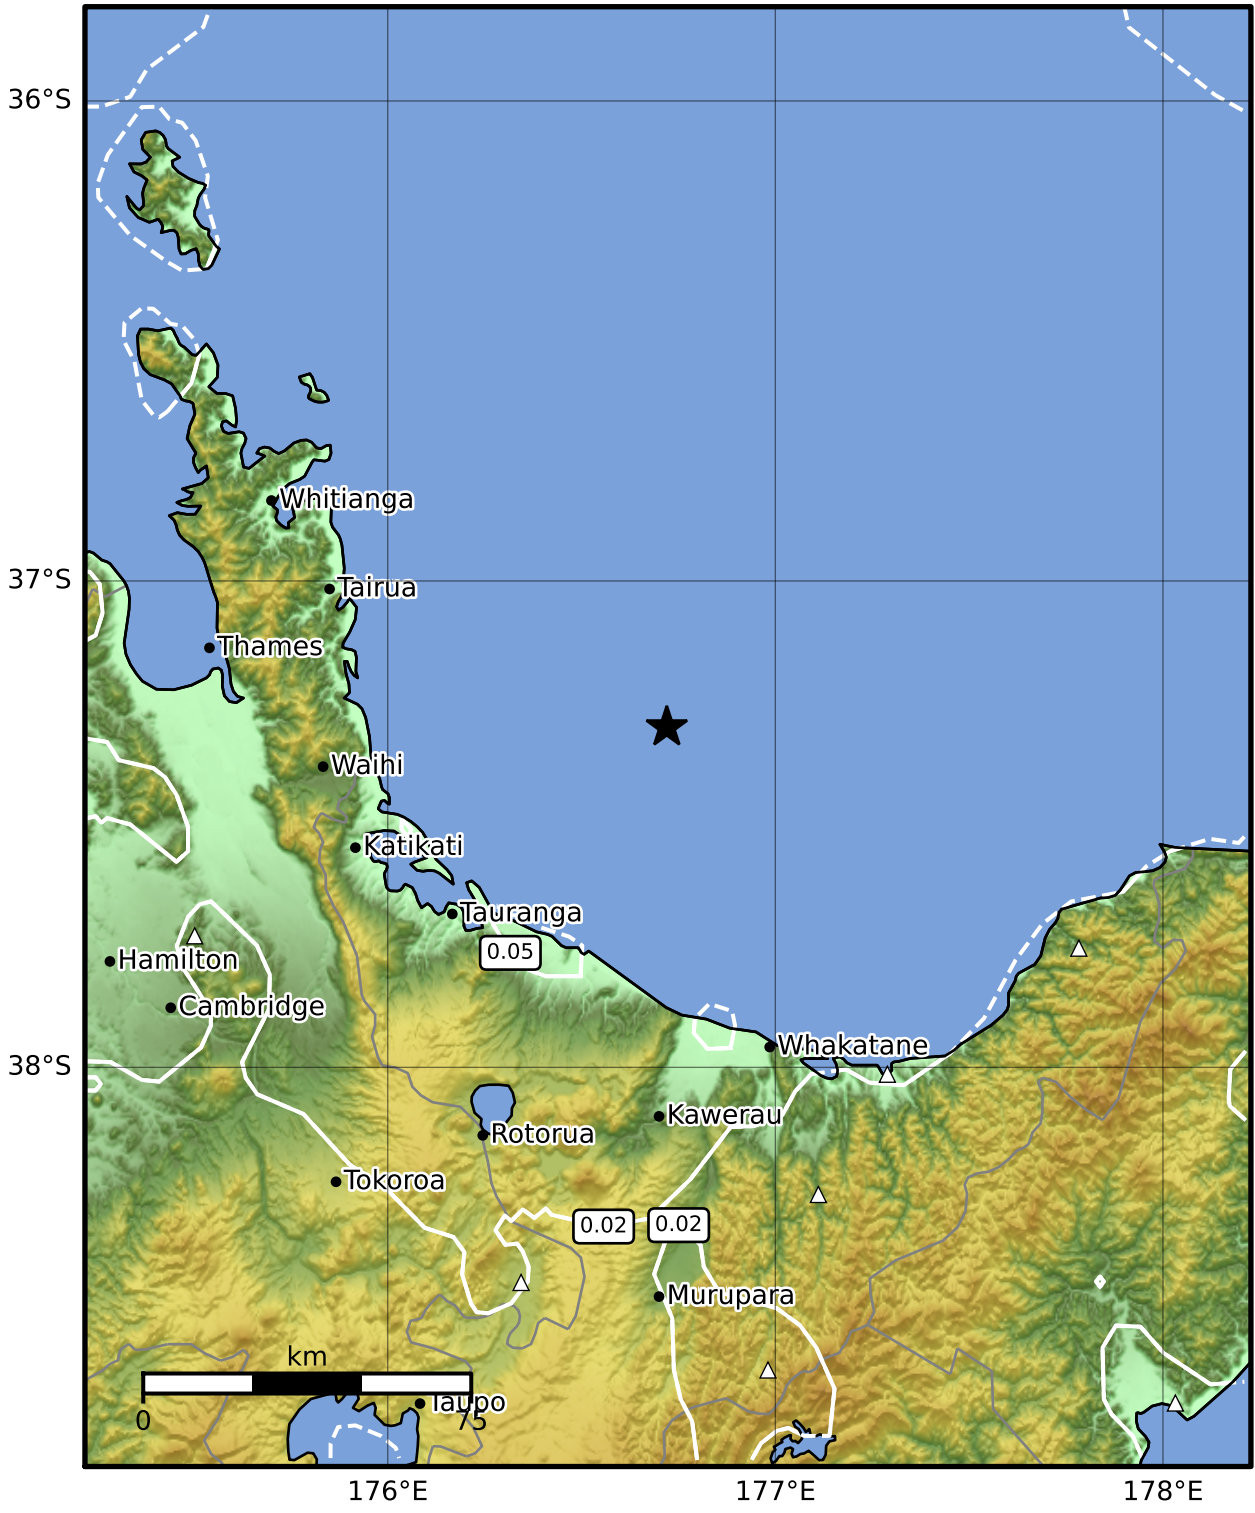 36°S
Whitianga
37°S
Tairua
Thames
Waihi
Katikati
Tauranga
0.05
Hamilton
Cambridge
Whakatane
38°S
Kawerau
Rotorua
Tokoroa
0.02
0.02
Murupara
km
Taupo
0
75
176°E
177°E
178°E